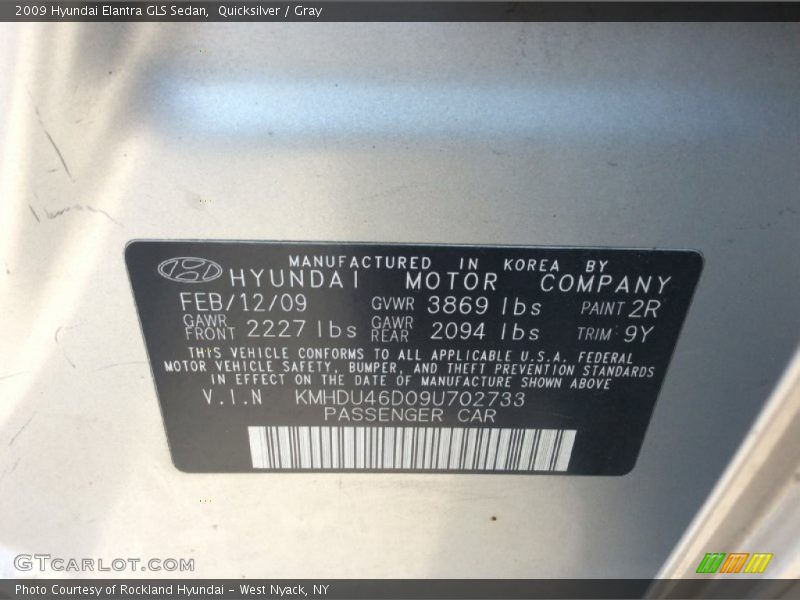 2009 Hyundai Elantra GLS Sedan,  Quicksilver / Gray
MANUFACTURED IN KOREA BY
HYUNDAI MOTOR COMPANY
FEB/12/09 GVWR 3869 lbs PAINT 2R
GAWR FRONT 2227 lbs GAWR REAR 2094 lbs TRIM 9Y
THIS VEHICLE CONFORMS TO ALL APPLICABLE U.S.A. FEDERAL
MOTOR VEHICLE SAFETY, BUMPER, AND THEFT PREVENTION STANDARDS
IN EFFECT ON THE DATE OF MANUFACTURE SHOWN ABOVE
V.I.N KMHDU46D09U702733
PASSENGER CAR
GTCARLOT.COM
Photo Courtesy of Rockland Hyundai – West Nyack, NY